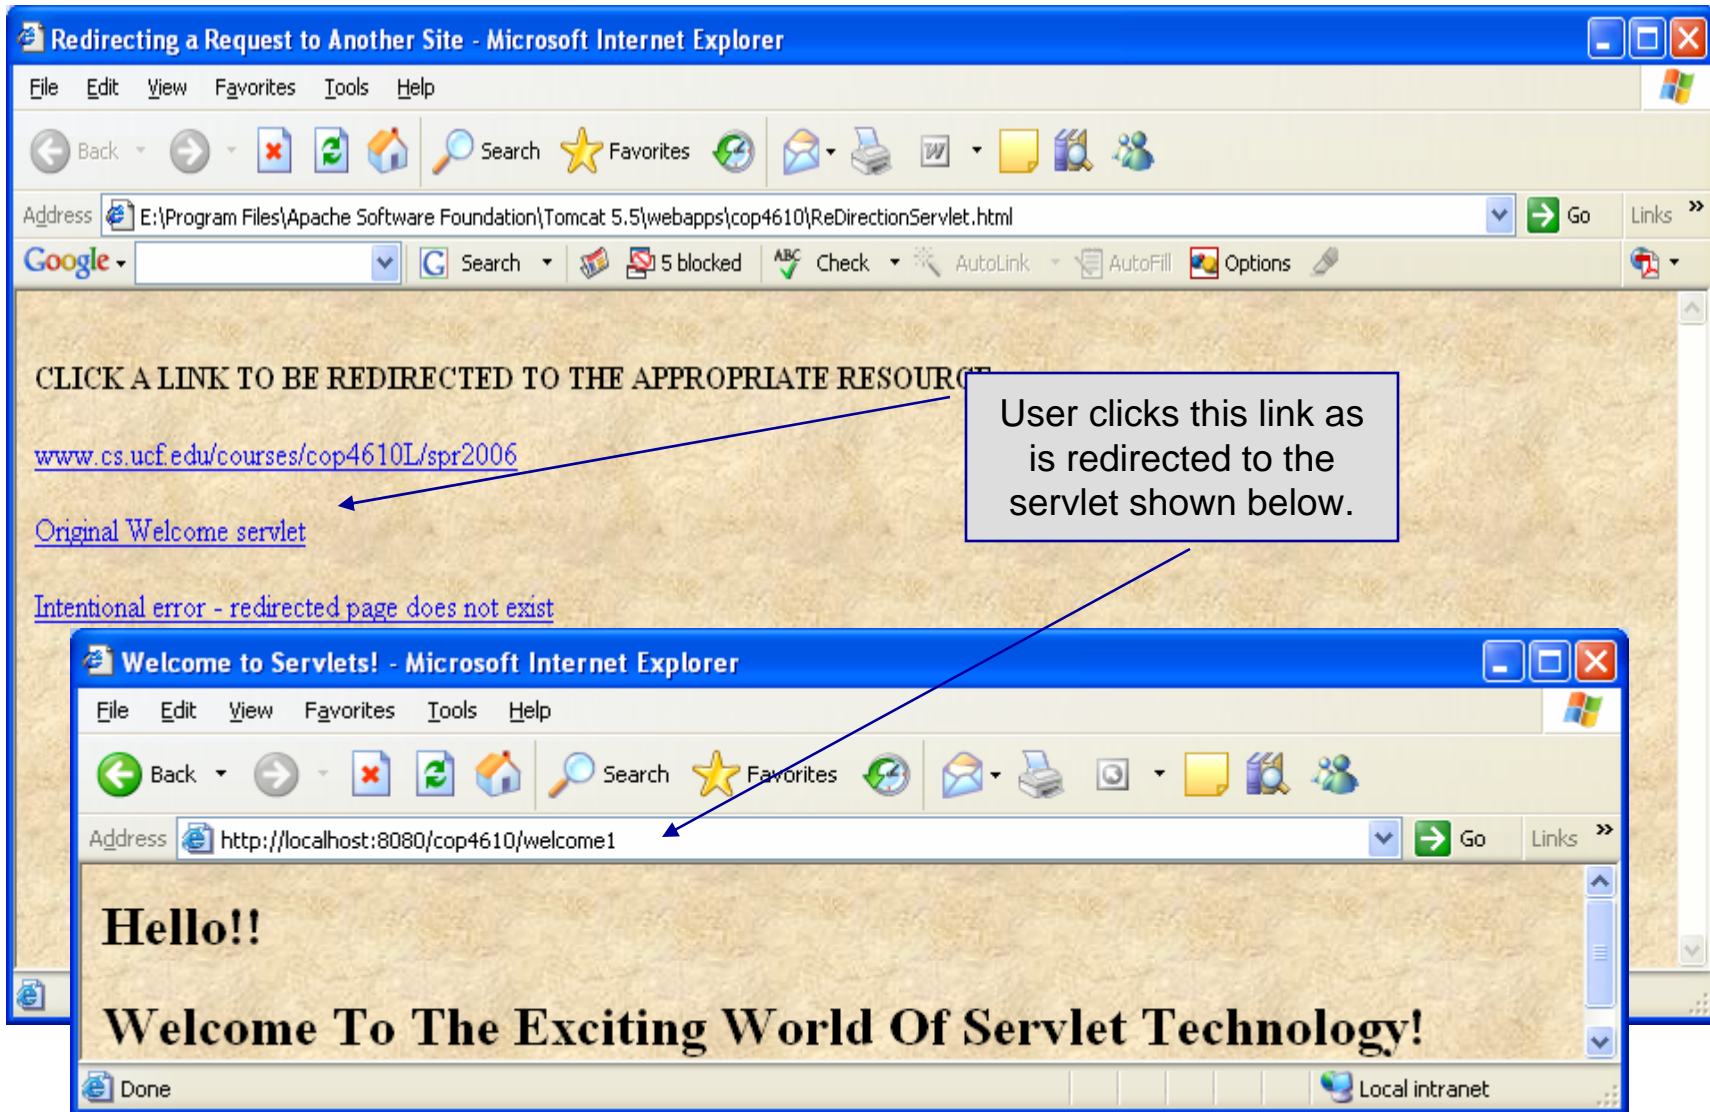 Redirecting a Request to Another Site - Microsoft Internet Explorer
File Edit View Favorites Tools Help
Back Search Favorites W
Address E:\Program Files\Apache Software Foundation\Tomcat 5.5\webapps\cop4610\ReDirectionServlet.html Go Links »
Google G Search 5 blocked ABC Check AutoLink AutoFill Options
CLICK A LINK TO BE REDIRECTED TO THE APPROPRIATE RESOURCE
www.cs.ucf.edu/courses/cop4610L/spr2006
Original Welcome servlet
Intentional error - redirected page does not exist
User clicks this link as
is redirected to the
servlet shown below.
Welcome to Servlets! - Microsoft Internet Explorer
File Edit View Favorites Tools Help
Back Search Favorites
Address http://localhost:8080/cop4610/welcome1 Go Links »
Hello!!
Welcome To The Exciting World Of Servlet Technology!
Done Local intranet